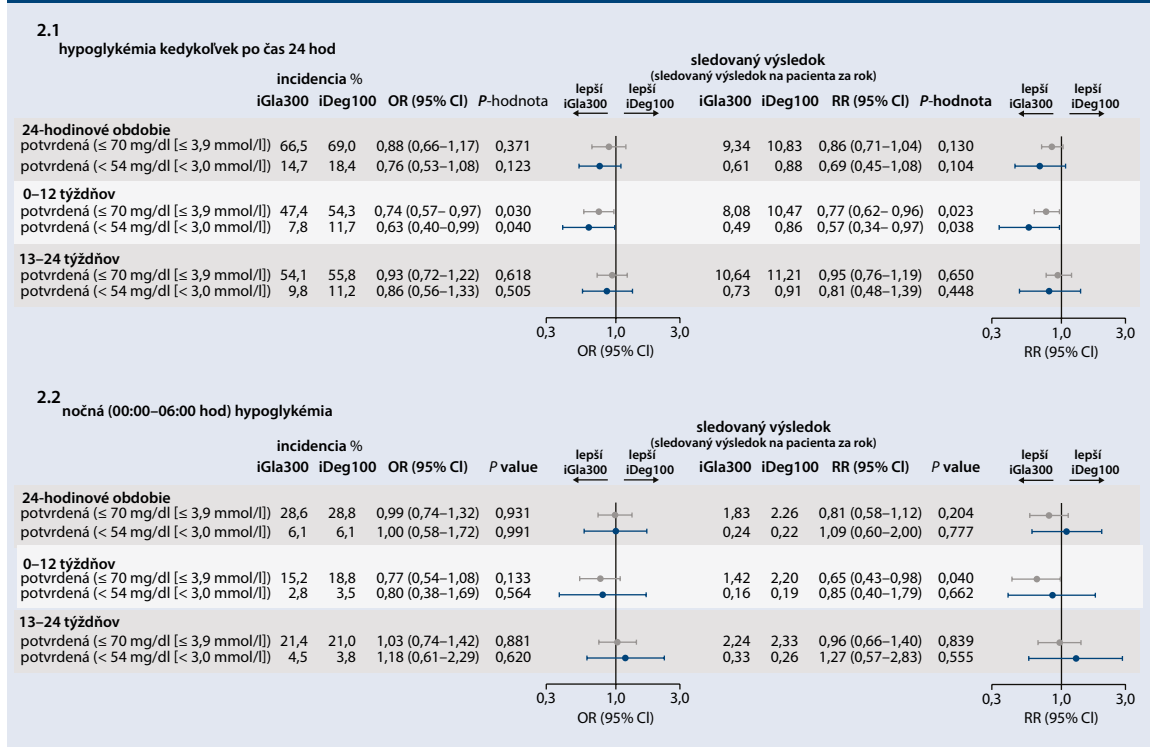 2.1
hypoglykémia kedykoľvek po čas 24 hod
sledovaný výsledok
(sledovaný výsledok na pacienta za rok)
incidencia %
iGla300 iDeg100 OR (95% Cl) P-hodnota lepší iGla300 lepší iDeg100 iGla300 iDeg100 RR (95% Cl) P-hodnota lepší iGla300 lepší iDeg100
24-hodinové obdobie
potvrdená (≤ 70 mg/dl [≤ 3,9 mmol/l]) 66,5 69,0 0,88 (0,66–1,17) 0,371 9,34 10,83 0,86 (0,71–1,04) 0,130
potvrdená (< 54 mg/dl [< 3,0 mmol/l]) 14,7 18,4 0,76 (0,53–1,08) 0,123 0,61 0,88 0,69 (0,45–1,08) 0,104
0–12 týždňov
potvrdená (≤ 70 mg/dl [≤ 3,9 mmol/l]) 47,4 54,3 0,74 (0,57– 0,97) 0,030 8,08 10,47 0,77 (0,62– 0,96) 0,023
potvrdená (< 54 mg/dl [< 3,0 mmol/l]) 7,8 11,7 0,63 (0,40–0,99) 0,040 0,49 0,86 0,57 (0,34– 0,97) 0,038
13–24 týždňov
potvrdená (≤ 70 mg/dl [≤ 3,9 mmol/l]) 54,1 55,8 0,93 (0,72–1,22) 0,618 10,64 11,21 0,95 (0,76–1,19) 0,650
potvrdená (< 54 mg/dl [< 3,0 mmol/l]) 9,8 11,2 0,86 (0,56–1,33) 0,505 0,73 0,91 0,81 (0,48–1,39) 0,448
0,3 1,0 3,0 0,3 1,0 3,0
OR (95% Cl) RR (95% Cl)
2.2
nočná (00:00–06:00 hod) hypoglykémia
sledovaný výsledok
(sledovaný výsledok na pacienta za rok)
incidencia %
iGla300 iDeg100 OR (95% Cl) P value lepší iGla300 lepší iDeg100 iGla300 iDeg100 RR (95% Cl) P value lepší iGla300 lepší iDeg100
24-hodinové obdobie
potvrdená (≤ 70 mg/dl [≤ 3,9 mmol/l]) 28,6 28,8 0,99 (0,74–1,32) 0,931 1,83 2.26 0,81 (0,58–1,12) 0,204
potvrdená (< 54 mg/dl [< 3,0 mmol/l]) 6,1 6,1 1,00 (0,58–1,72) 0,991 0,24 0,22 1,09 (0,60–2,00) 0,777
0–12 týždňov
potvrdená (≤ 70 mg/dl [≤ 3,9 mmol/l]) 15,2 18,8 0,77 (0,54–1,08) 0,133 1,42 2,20 0,65 (0,43–0,98) 0,040
potvrdená (< 54 mg/dl [< 3,0 mmol/l]) 2,8 3,5 0,80 (0,38–1,69) 0,564 0,16 0,19 0,85 (0,40–1,79) 0,662
13–24 týždňov
potvrdená (≤ 70 mg/dl [≤ 3,9 mmol/l]) 21,4 21,0 1,03 (0,74–1,42) 0,881 2,24 2,33 0,96 (0,66–1,40) 0,839
potvrdená (< 54 mg/dl [< 3,0 mmol/l]) 4,5 3,8 1,18 (0,61–2,29) 0,620 0,33 0,26 1,27 (0,57–2,83) 0,555
0,3 1,0 3,0 0,3 1,0 3,0
OR (95% Cl) RR (95% Cl)